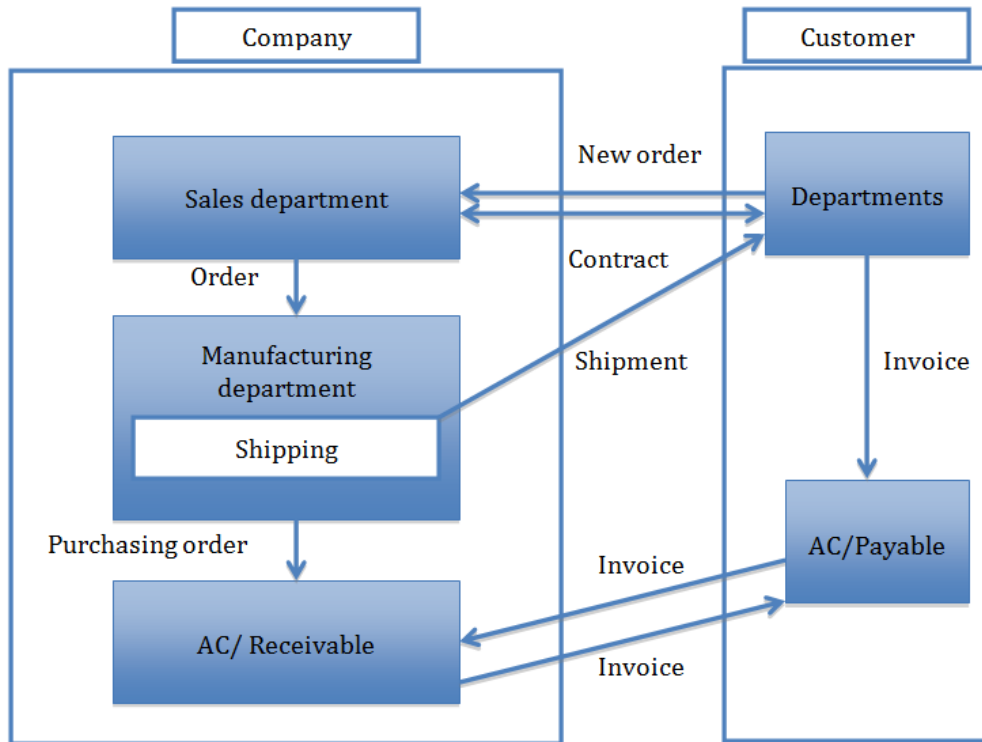 Company
Customer
New order
Sales department
Departments
Contract
Order
Manufacturing
department
Shipment
Invoice
Shipping
Purchasing order
AC/Payable
Invoice
AC/ Receivable
Invoice